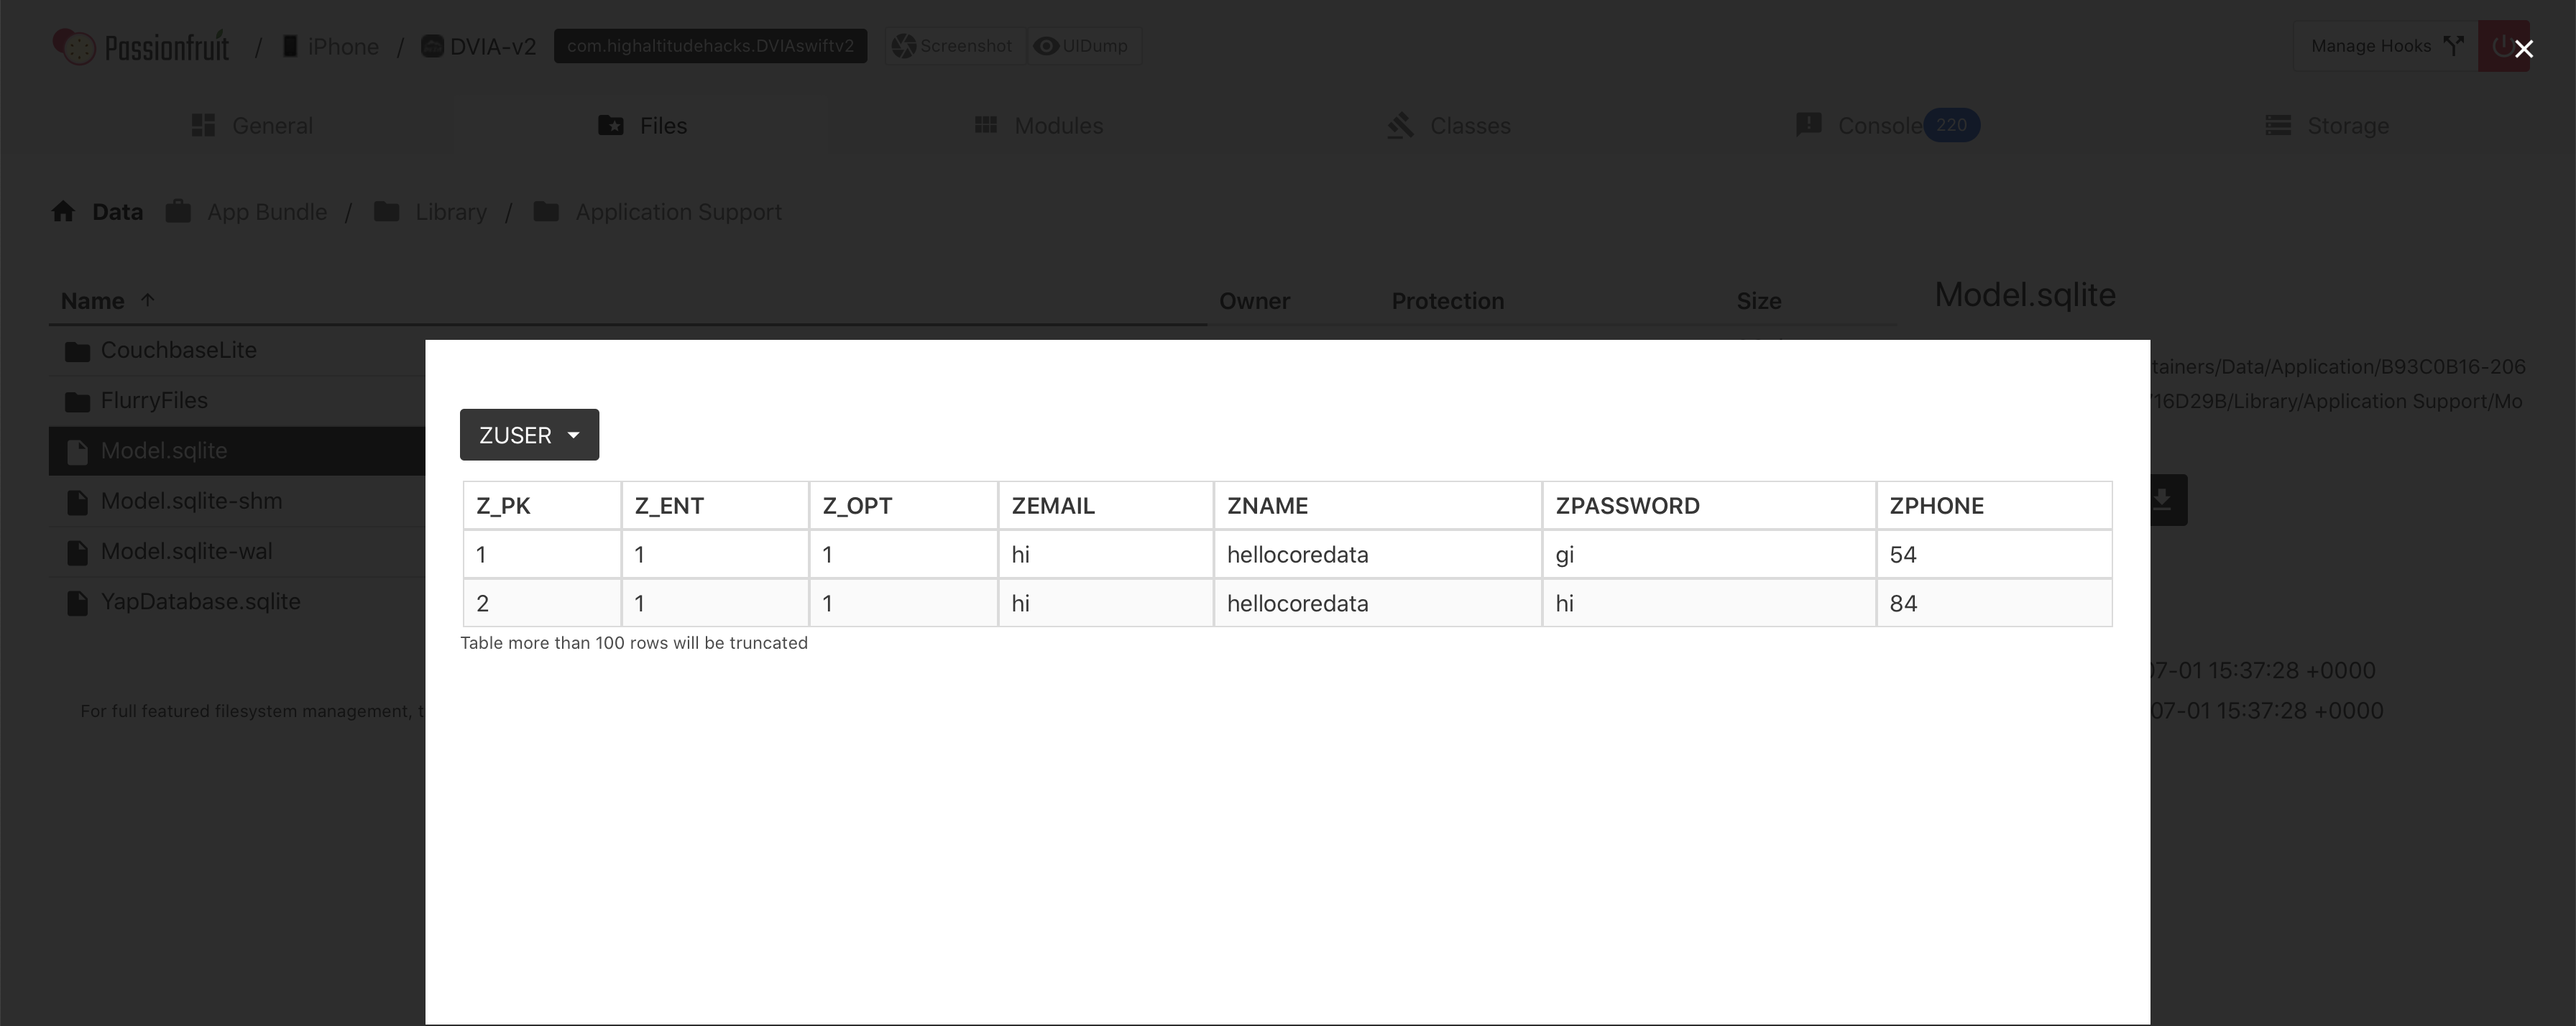 Passionfruit / iPhone / DVIA-v2 com.highaltitudehacks.DVIAswiftv2 Screenshot UIDump Manage Hooks
General Files Modules Classes Console 220 Storage
Data App Bundle / Library / Application Support
Name Owner Protection Size
Model.sqlite
CouchbaseLite
tainers/Data/Application/B93C0B16-206
FlurryFiles
16D29B/Library/Application Support/Mo
Model.sqlite
Model.sqlite-shm
Model.sqlite-wal
YapDatabase.sqlite
07-01 15:37:28 +0000
For full featured filesystem management, t
07-01 15:37:28 +0000
ZUSER
Z_PK Z_ENT Z_OPT ZEMAIL ZNAME ZPASSWORD ZPHONE
1 1 1 hi hellocoredata gi 54
2 1 1 hi hellocoredata hi 84
Table more than 100 rows will be truncated